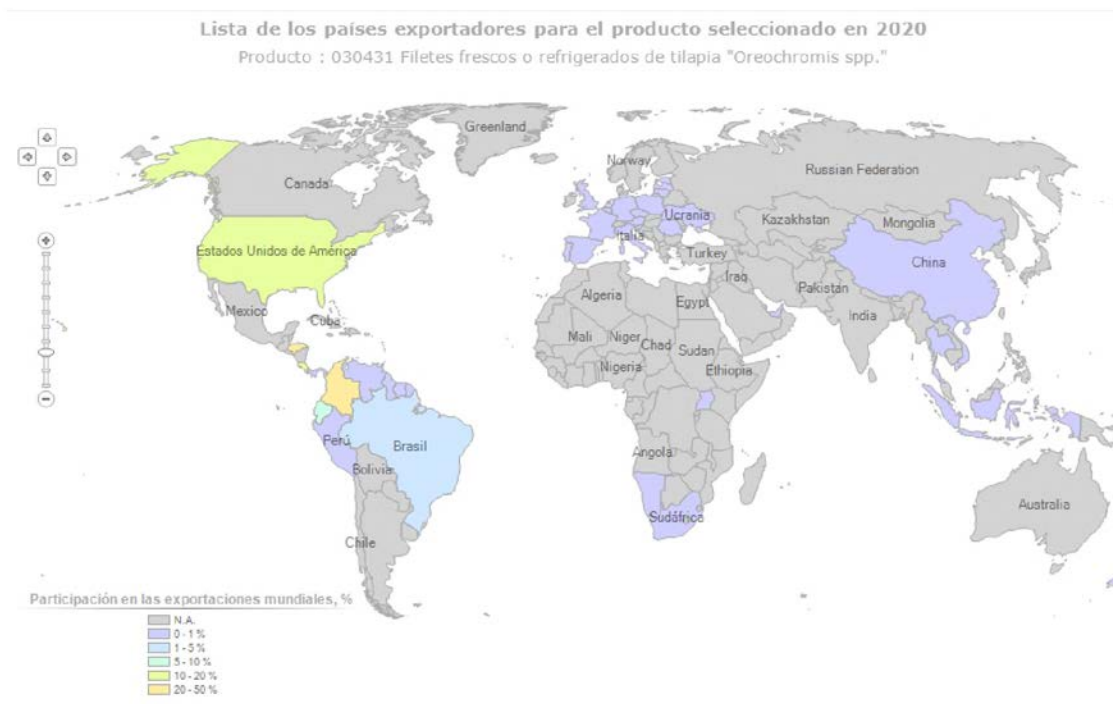 Lista de los países exportadores para el producto seleccionado en 2020
Producto : 030431 Filetes frescos o refrigerados de tilapia "Oreochromis spp."
Greenland
Norway
Russian Federation
Canada
Ucrania
Kazakhstan
Mongolia
Italia
Estados Unidos de América
Turkey
China
Iraq
Algeria
Egypt
Pakistan
Mexico
India
Cuba
Mali
Niger
Chad
Sudan
Nigeria
Ethiopia
Perú
Brasil
Angola
Bolivia
Australia
Sudáfrica
Chile
Participación en las exportaciones mundiales, %
N.A.
0 - 1 %
1 - 5 %
5 - 10 %
10 - 20 %
20 - 50 %